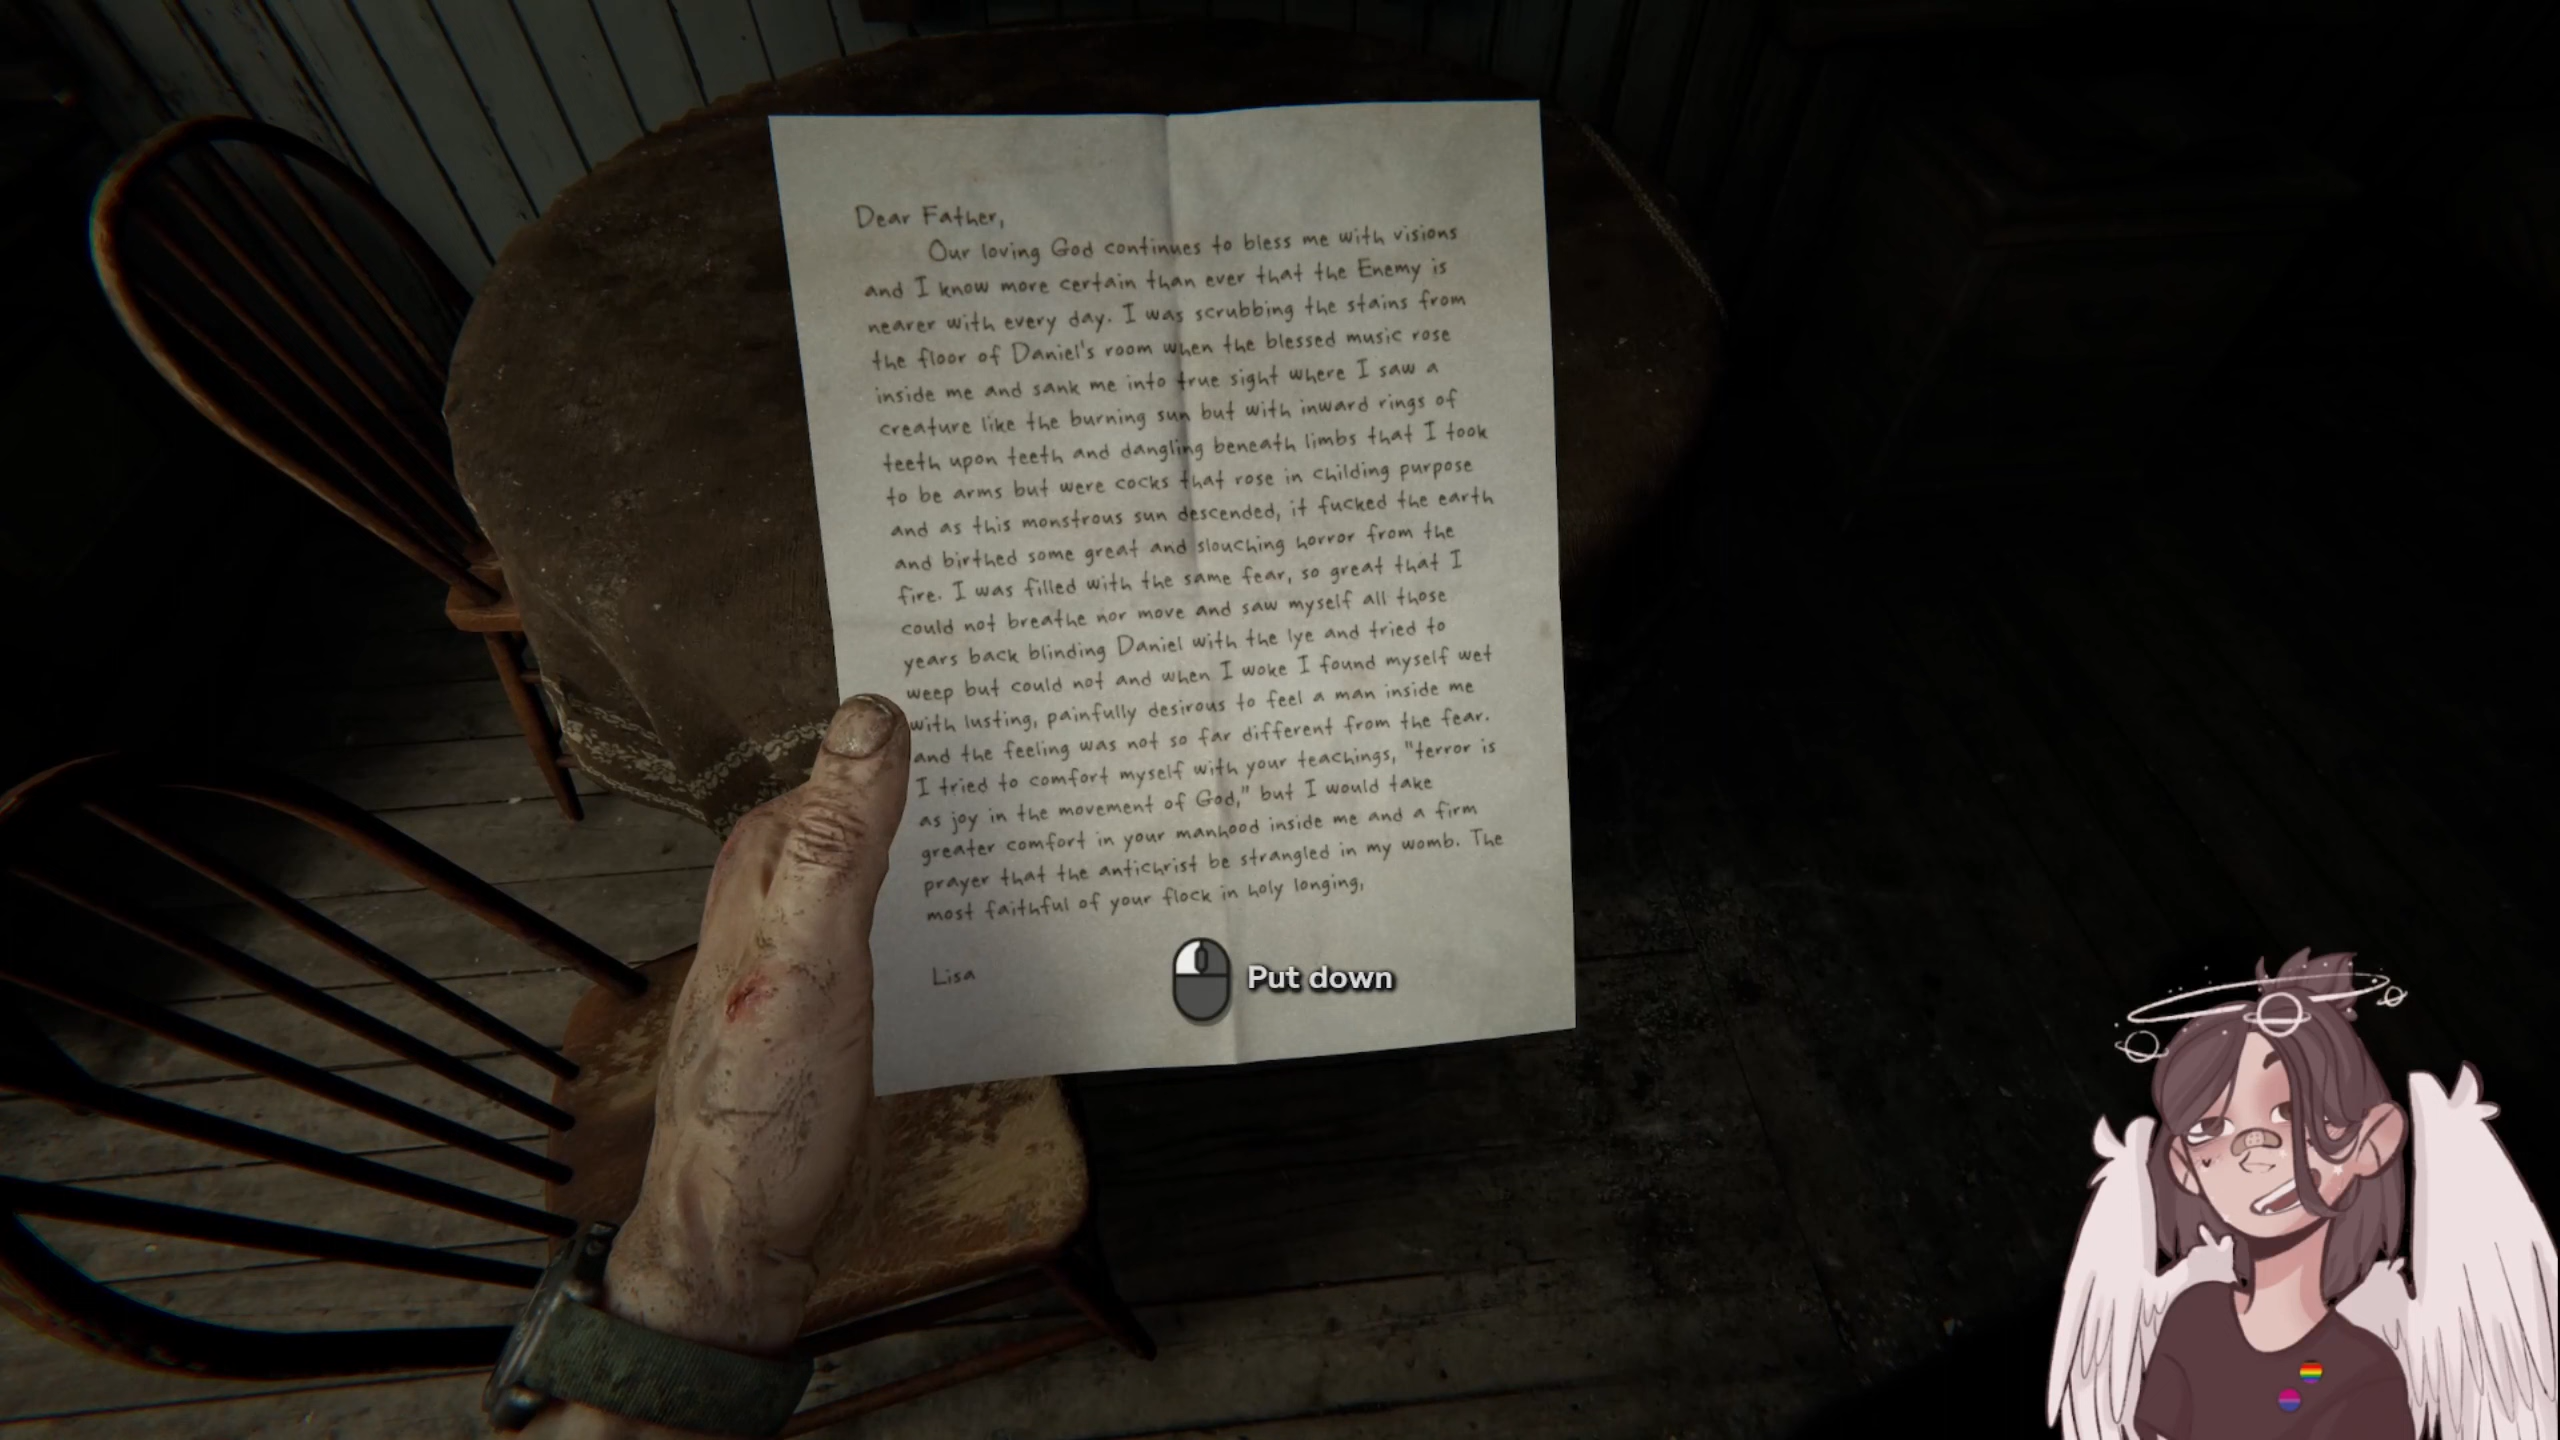 Dear Father,
Our loving God continues to bless me with visions
and I know more certain than ever that the Enemy is
nearer with every day. I was scrubbing the stains from
the floor of Daniel's room when the blessed music rose
inside me and sank me into true sight where I saw a
creature like the burning sun but with inward rings of
teeth upon teeth and dangling beneath limbs that I took
to be arms but were cocks that rose in childing purpose
and as this monstrous sun descended, it fucked the earth
and birthed some great and slouching horror from the
fire. I was filled with the same fear, so great that I
could not breathe nor move and saw myself all those
years back blinding Daniel with the lye and tried to
weep but could not and when I woke I found myself wet
with lusting, painfully desirous to feel a man inside me
and the feeling was not so far different from the fear.
I tried to comfort myself with your teachings, "terror is
as joy in the movement of God," but I would take
greater comfort in your manhood inside me and a firm
prayer that the antichrist be strangled in my womb. The
most faithful of your flock in holy longing,
Lisa
Put down